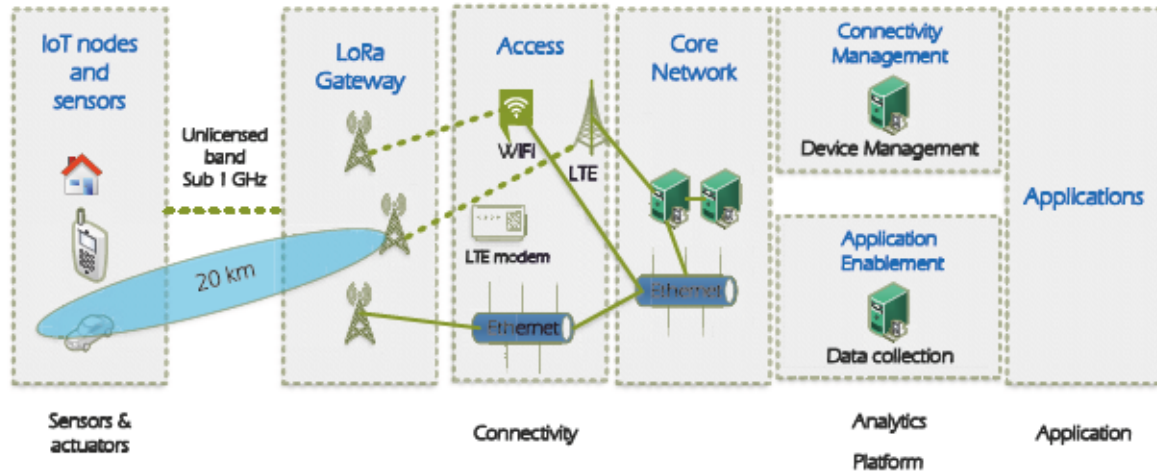 IoT nodes
and
sensors
Unlicensed
band
Sub 1 GHz
20 km
LoRa
Gateway
Access
WiFi
LTE
LTE modem
Ethernet
Core
Network
Ethernet
Connectivity
Management
Device Management
Application
Enablement
Data collection
Applications
Sensors &
actuators
Connectivity
Analytics
Platform
Application